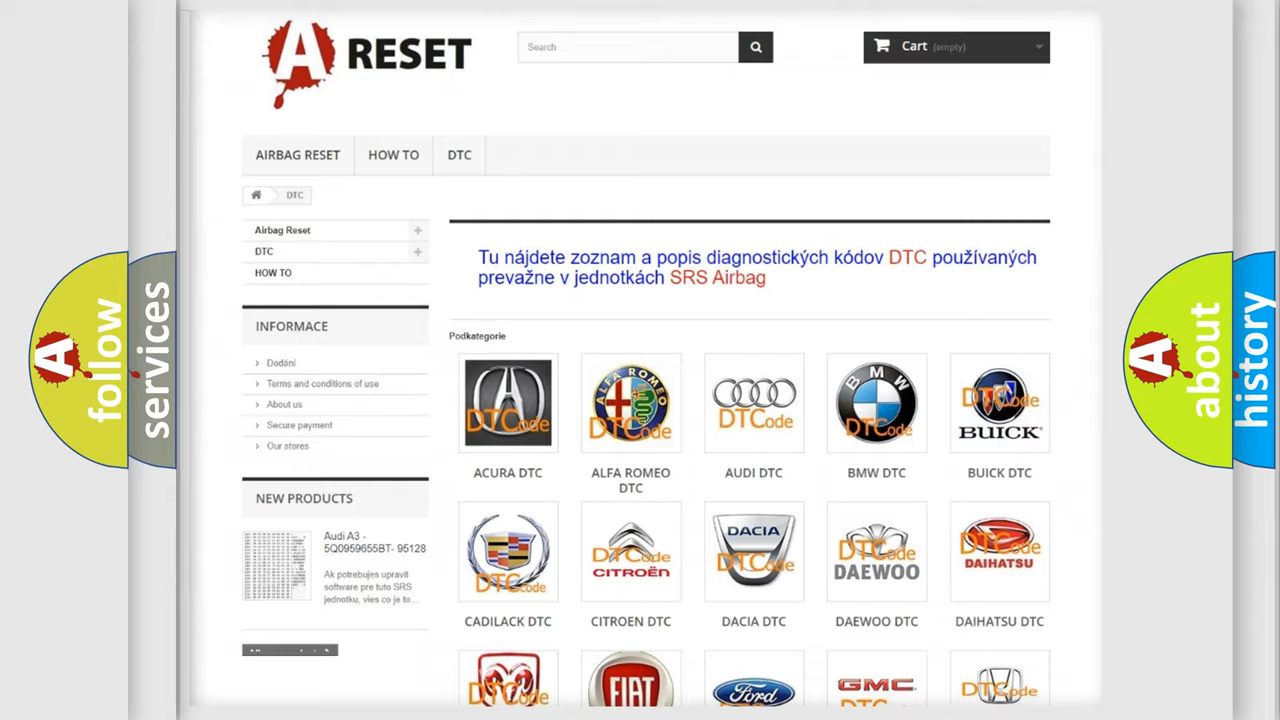 A RESET
Search
Cart (empty)
AIRBAG RESET
HOW TO
DTC
DTC
Airbag Reset
DTC
HOW TO
INFORMACE
Dodání
Terms and conditions of use
About us
Secure payment
Our stores
NEW PRODUCTS
Audi A3 -
5Q0959655BT- 95128
Ak potrebujes upravit
software pre tuto SRS
jednotku, vies co je to...
Tu nájdete zoznam a popis diagnostických kódov DTC používaných
prevažne v jednotkách SRS Airbag
Podkategorie
DTCode
ALFA ROMEO
DTCode
DTCode
BMW
DTCode
DTCode
BUICK
ACURA DTC
ALFA ROMEO
DTC
AUDI DTC
BMW DTC
BUICK DTC
DTCode
DTCode
CITROËN
DACIA
DTCode
DTCode
DAEWOO
DTCode
DAIHATSU
CADILACK DTC
CITROEN DTC
DACIA DTC
DAEWOO DTC
DAIHATSU DTC
DTCode
FIAT
Ford
GMC
DTCode
A follow
services
A about
history